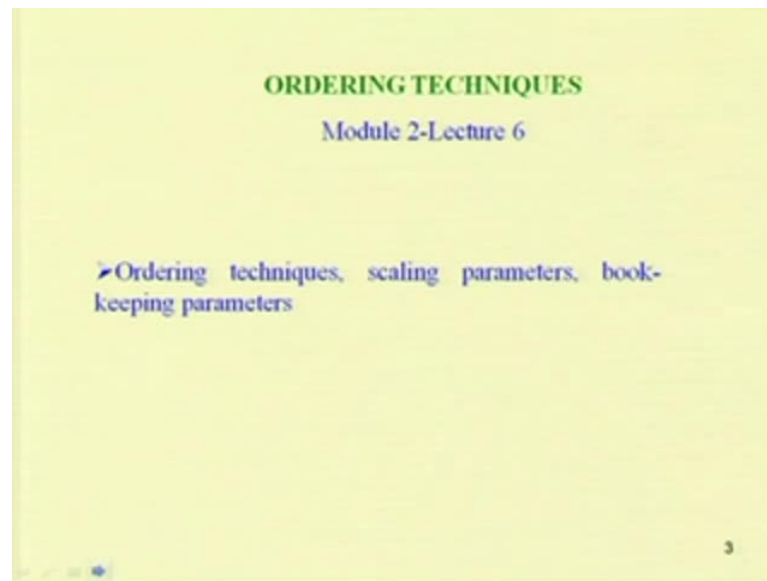 ORDERING TECHNIQUES
Module 2-Lecture 6
➢Ordering techniques, scaling parameters, book-
keeping parameters
3